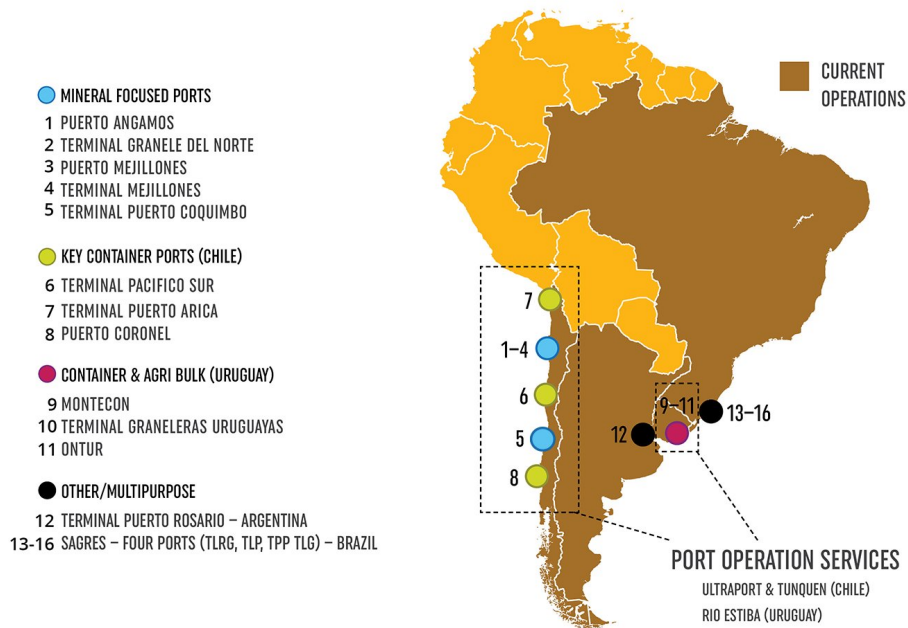 MINERAL FOCUSED PORTS
1 PUERTO ANGAMOS
2 TERMINAL GRANELE DEL NORTE
3 PUERTO MEJILLONES
4 TERMINAL MEJILLONES
5 TERMINAL PUERTO COQUIMBO
KEY CONTAINER PORTS (CHILE)
6 TERMINAL PACIFICO SUR
7 TERMINAL PUERTO ARICA
8 PUERTO CORONEL
CONTAINER & AGRI BULK (URUGUAY)
9 MONTECON
10 TERMINAL GRANELERAS URUGUAYAS
11 ONTUR
OTHER/MULTIPURPOSE
12 TERMINAL PUERTO ROSARIO – ARGENTINA
13-16 SAGRES – FOUR PORTS (TLRG, TLP, TPP TLG) – BRAZIL
CURRENT
OPERATIONS
7
1–4
6
5
8
9–11
12
13–16
PORT OPERATION SERVICES
ULTRAPORT & TUNQUEN (CHILE)
RIO ESTIBA (URUGUAY)